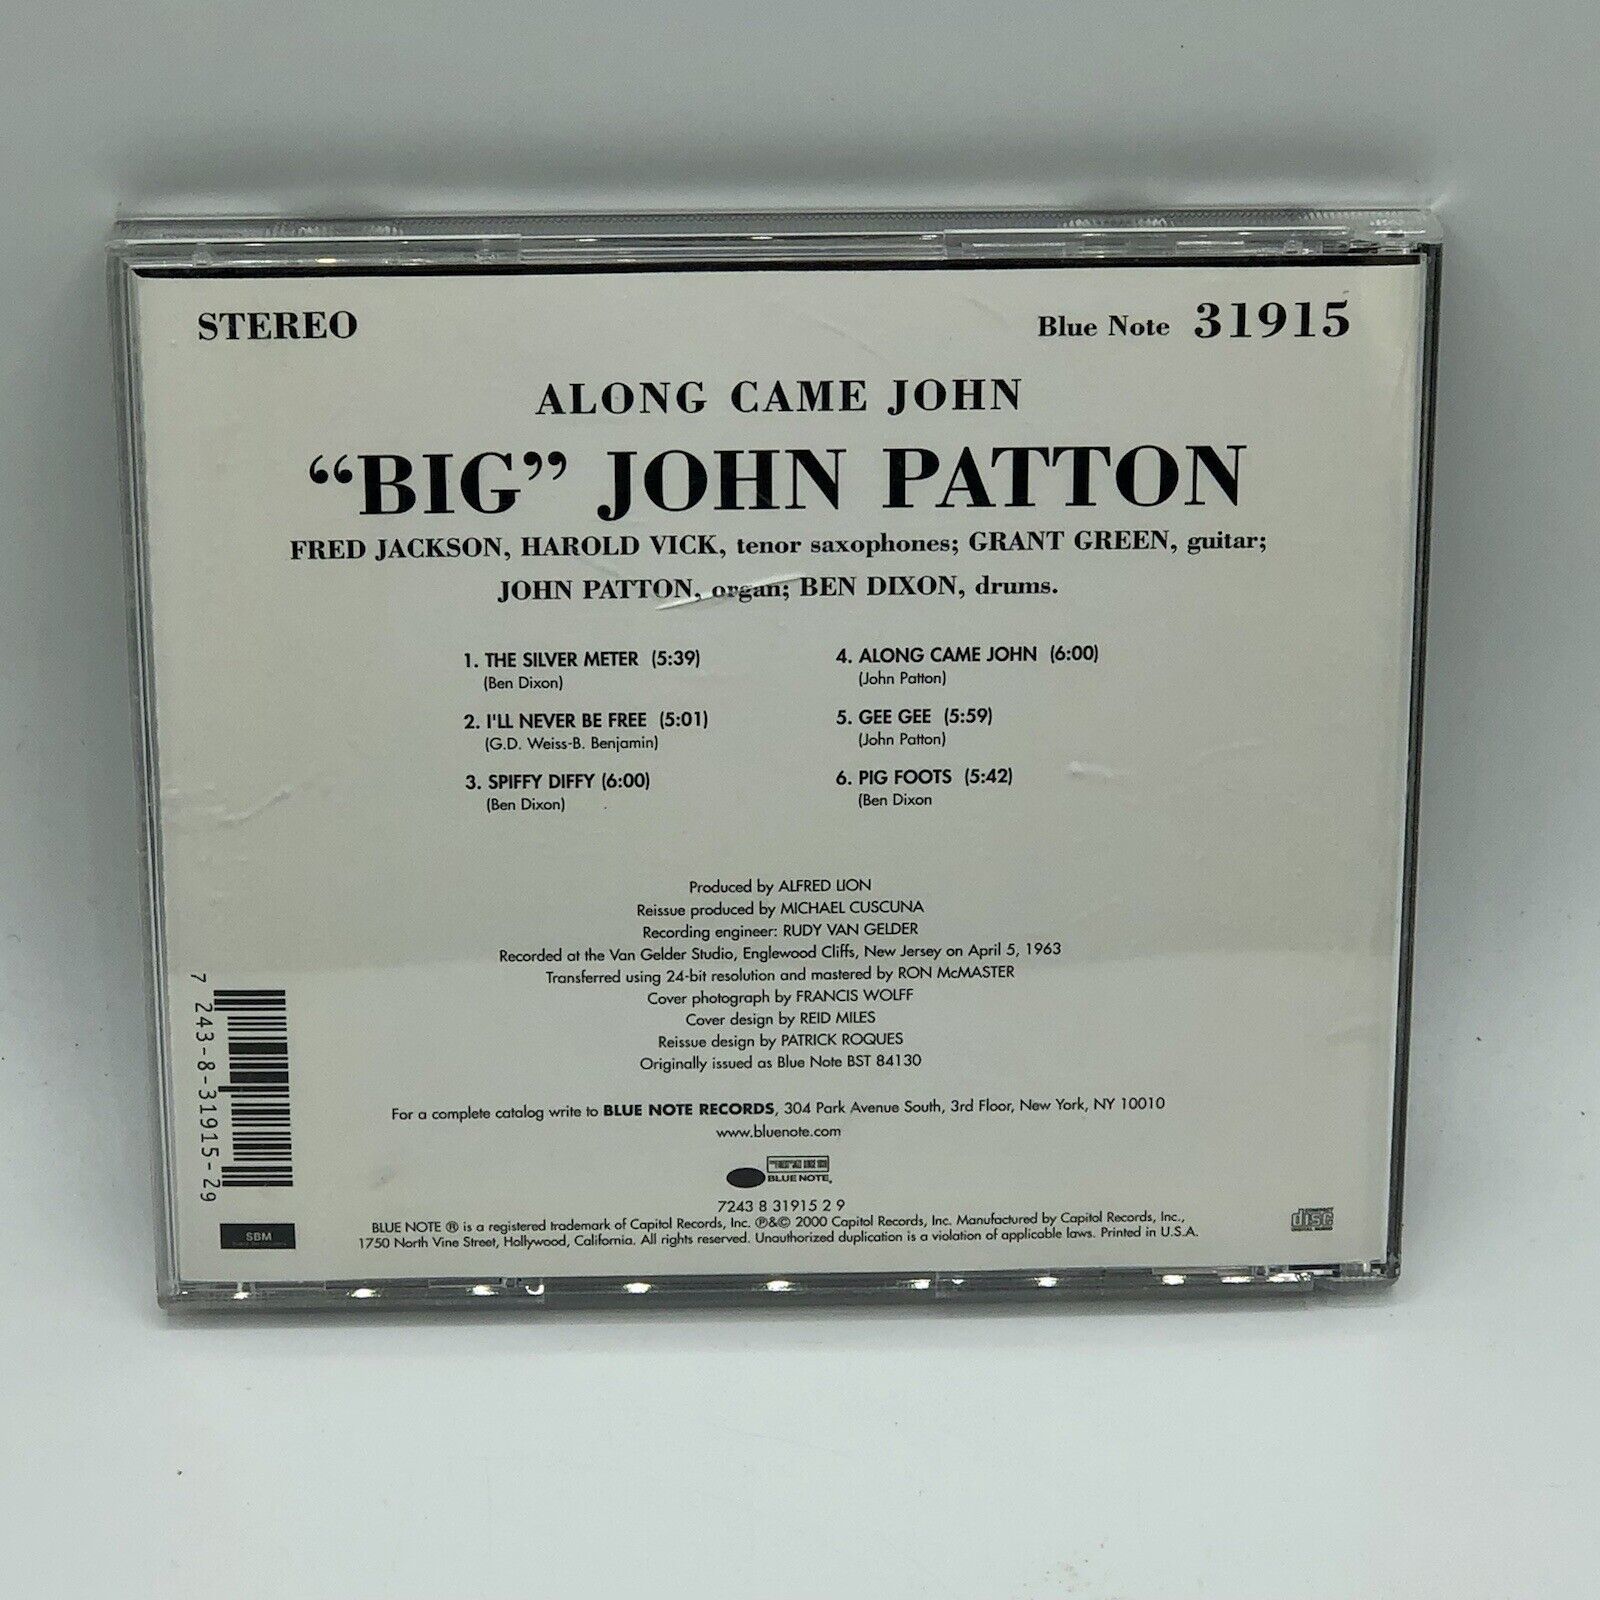 STEREO
Blue Note 31915
ALONG CAME JOHN
“BIG” JOHN PATTON
FRED JACKSON, HAROLD VICK, tenor saxophones; GRANT GREEN, guitar;
JOHN PATTON, organ; BEN DIXON, drums.
1. THE SILVER METER (5:39)
(Ben Dixon)
2. I'LL NEVER BE FREE (5:01)
(G.D. Weiss-B. Benjamin)
3. SPIFFY DIFFY (6:00)
(Ben Dixon)
4. ALONG CAME JOHN (6:00)
(John Patton)
5. GEE GEE (5:59)
(John Patton)
6. PIG FOOTS (5:42)
(Ben Dixon
Produced by ALFRED LION
Reissue produced by MICHAEL CUSCUNA
Recording engineer: RUDY VAN GELDER
Recorded at the Van Gelder Studio, Englewood Cliffs, New Jersey on April 5, 1963
Transferred using 24-bit resolution and mastered by RON McMASTER
Cover photograph by FRANCIS WOLFF
Cover design by REID MILES
Reissue design by PATRICK ROQUES
Originally issued as Blue Note BST 84130
For a complete catalog write to BLUE NOTE RECORDS, 304 Park Avenue South, 3rd Floor, New York, NY 10010
www.bluenote.com
BLUE NOTE
7243 8 31915 2 9
BLUE NOTE ® is a registered trademark of Capitol Records, Inc. ℗&© 2000 Capitol Records, Inc. Manufactured by Capitol Records, Inc.,
1750 North Vine Street, Hollywood, California. All rights reserved. Unauthorized duplication is a violation of applicable laws. Printed in U.S.A.
7 243-8-31915-29
SBM
COMPACT
disc
DIGITAL AUDIO